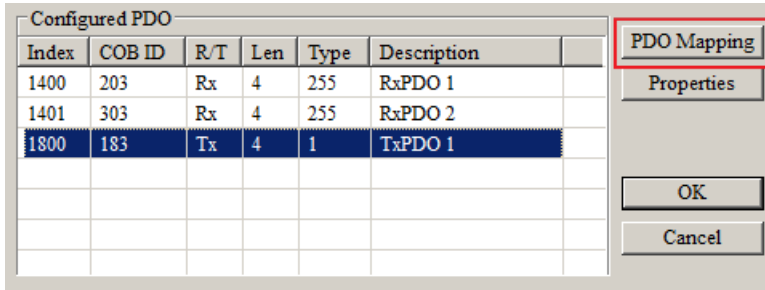 Configured PDO
Index COB ID R/T Len Type Description
1400 203 Rx 4 255 RxPDO 1
1401 303 Rx 4 255 RxPDO 2
1800 183 Tx 4 1 TxPDO 1
PDO Mapping
Properties
OK
Cancel